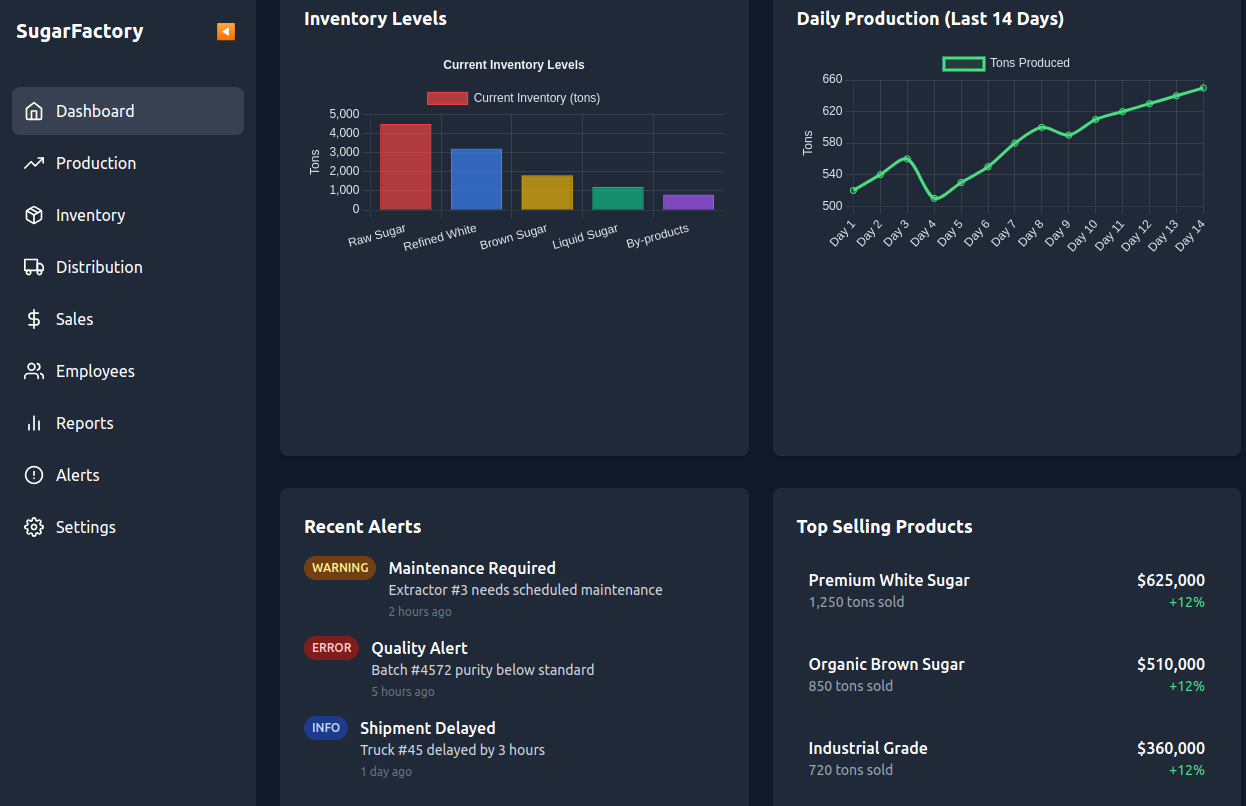 SugarFactory
Dashboard
Production
Inventory
Distribution
Sales
Employees
Reports
Alerts
Settings
Inventory Levels
Current Inventory Levels
Current Inventory (tons)
Tons
5,000
4,000
3,000
2,000
1,000
0
Raw Sugar
Refined White
Brown Sugar
Liquid Sugar
By-products
Daily Production (Last 14 Days)
Tons Produced
Tons
660
620
580
540
500
Day 1
Day 2
Day 3
Day 4
Day 5
Day 6
Day 7
Day 8
Day 9
Day 10
Day 11
Day 12
Day 13
Day 14
Recent Alerts
WARNING
Maintenance Required
Extractor #3 needs scheduled maintenance
2 hours ago
ERROR
Quality Alert
Batch #4572 purity below standard
5 hours ago
INFO
Shipment Delayed
Truck #45 delayed by 3 hours
1 day ago
Top Selling Products
Premium White Sugar
$625,000
1,250 tons sold
+12%
Organic Brown Sugar
$510,000
850 tons sold
+12%
Industrial Grade
$360,000
720 tons sold
+12%